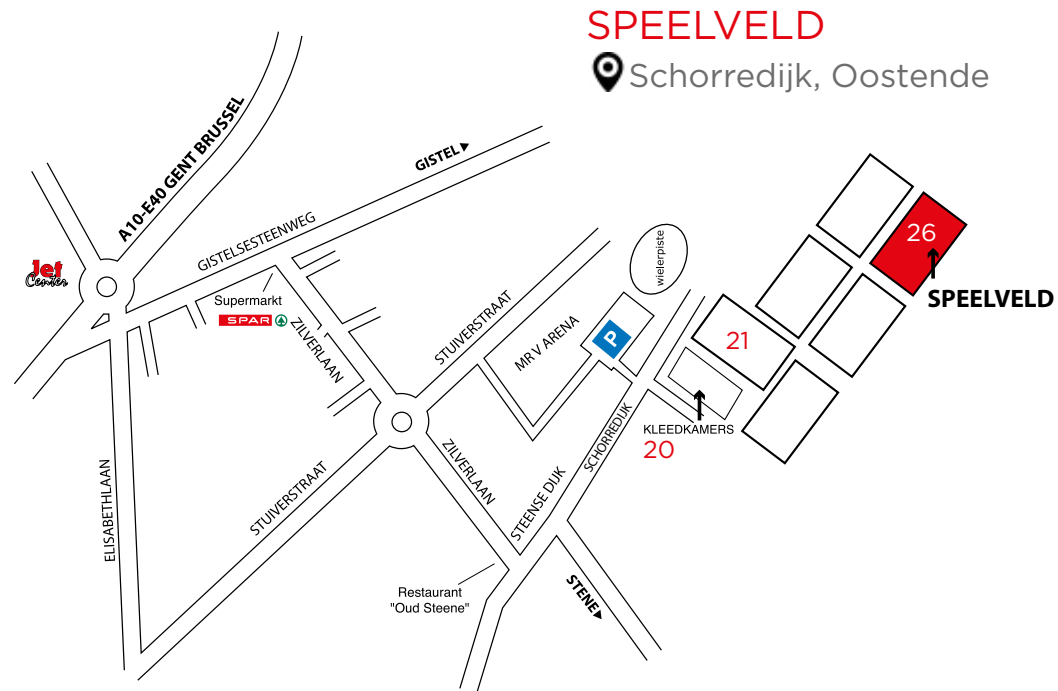 SPEELVELD
Schorredijk, Oostende
A10-E40 GENT BRUSSEL
GISTEL
GISTELSESTEENWEG
Jet
Center
Supermarkt
SPAR
ZILVERLAAN
STUIVERSTRAAT
MR V ARENA
P
wielerpiste
26
SPEELVELD
21
KLEEDKAMERS
20
SCHORREDIJK
STEENSE DIJK
ZILVERLAAN
STUIVERSTRAAT
ELISABETHLAAN
STENE
Restaurant
"Oud Steene"